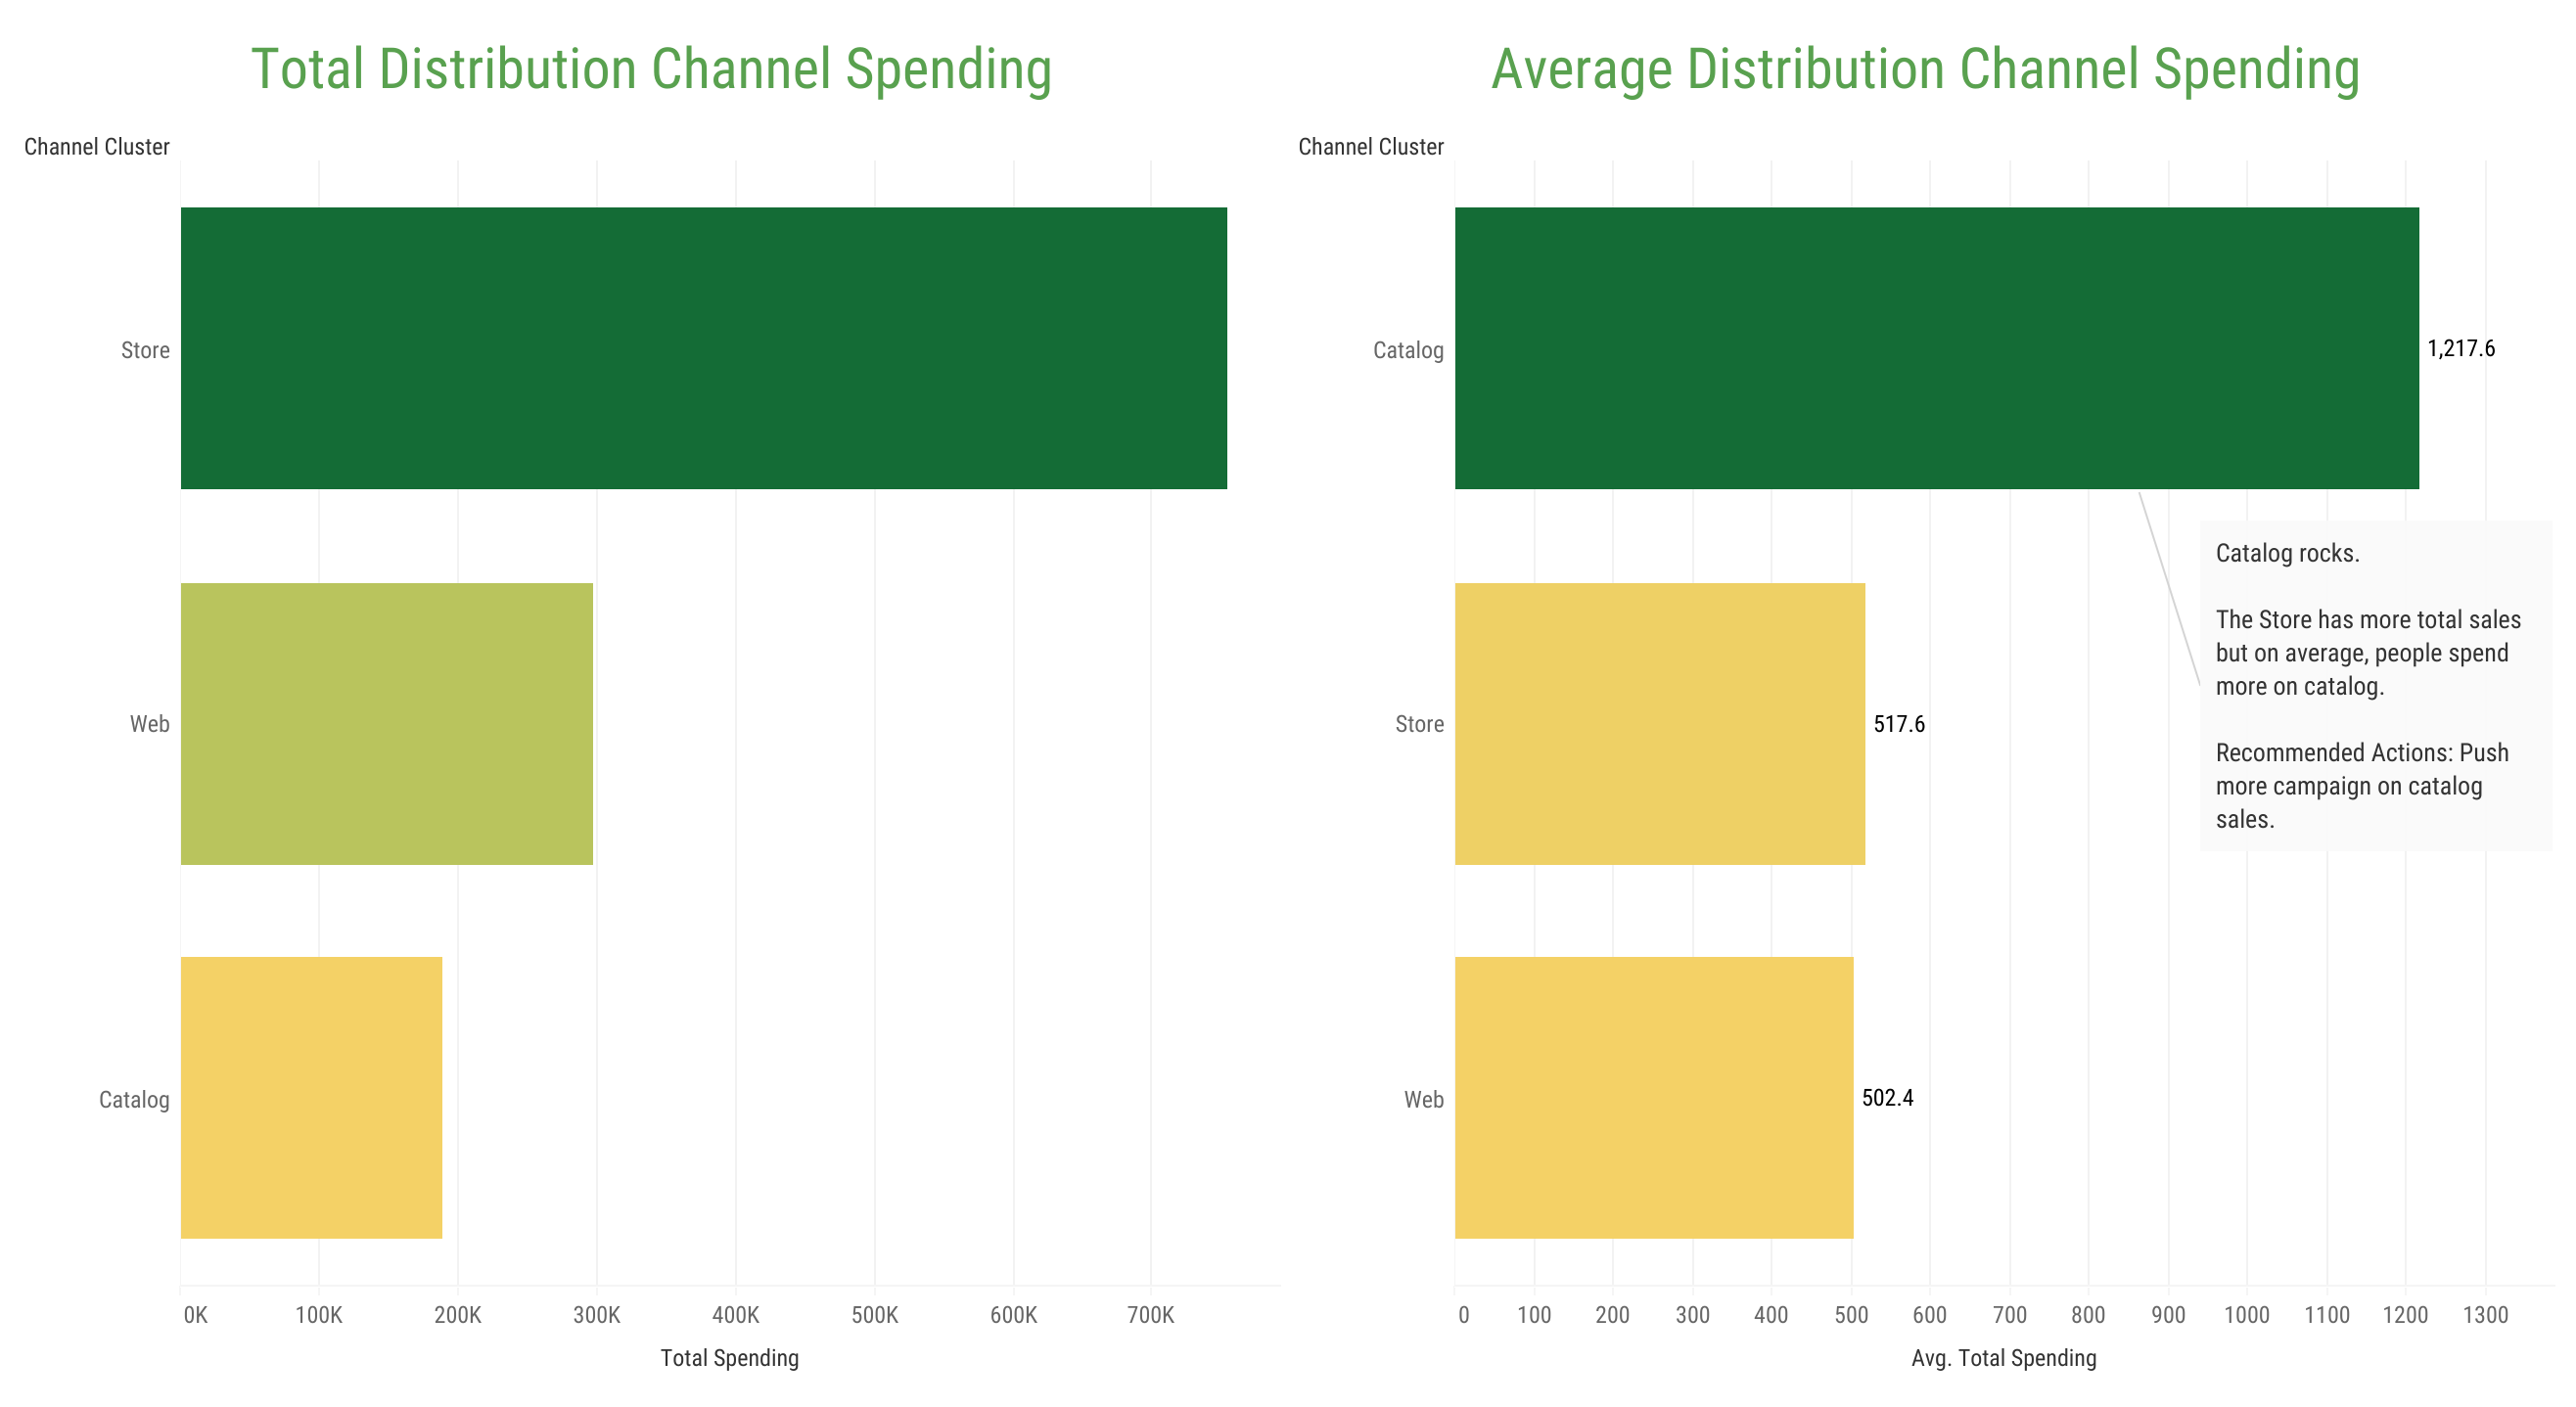 Total Distribution Channel Spending
Channel Cluster
Store
Web
Catalog
0K 100K 200K 300K 400K 500K 600K 700K
Total Spending
Average Distribution Channel Spending
Channel Cluster
Catalog
1,217.6
Catalog rocks.
The Store has more total sales
but on average, people spend
more on catalog.
Recommended Actions: Push
more campaign on catalog
sales.
Store
517.6
Web
502.4
0 100 200 300 400 500 600 700 800 900 1000 1100 1200 1300
Avg. Total Spending